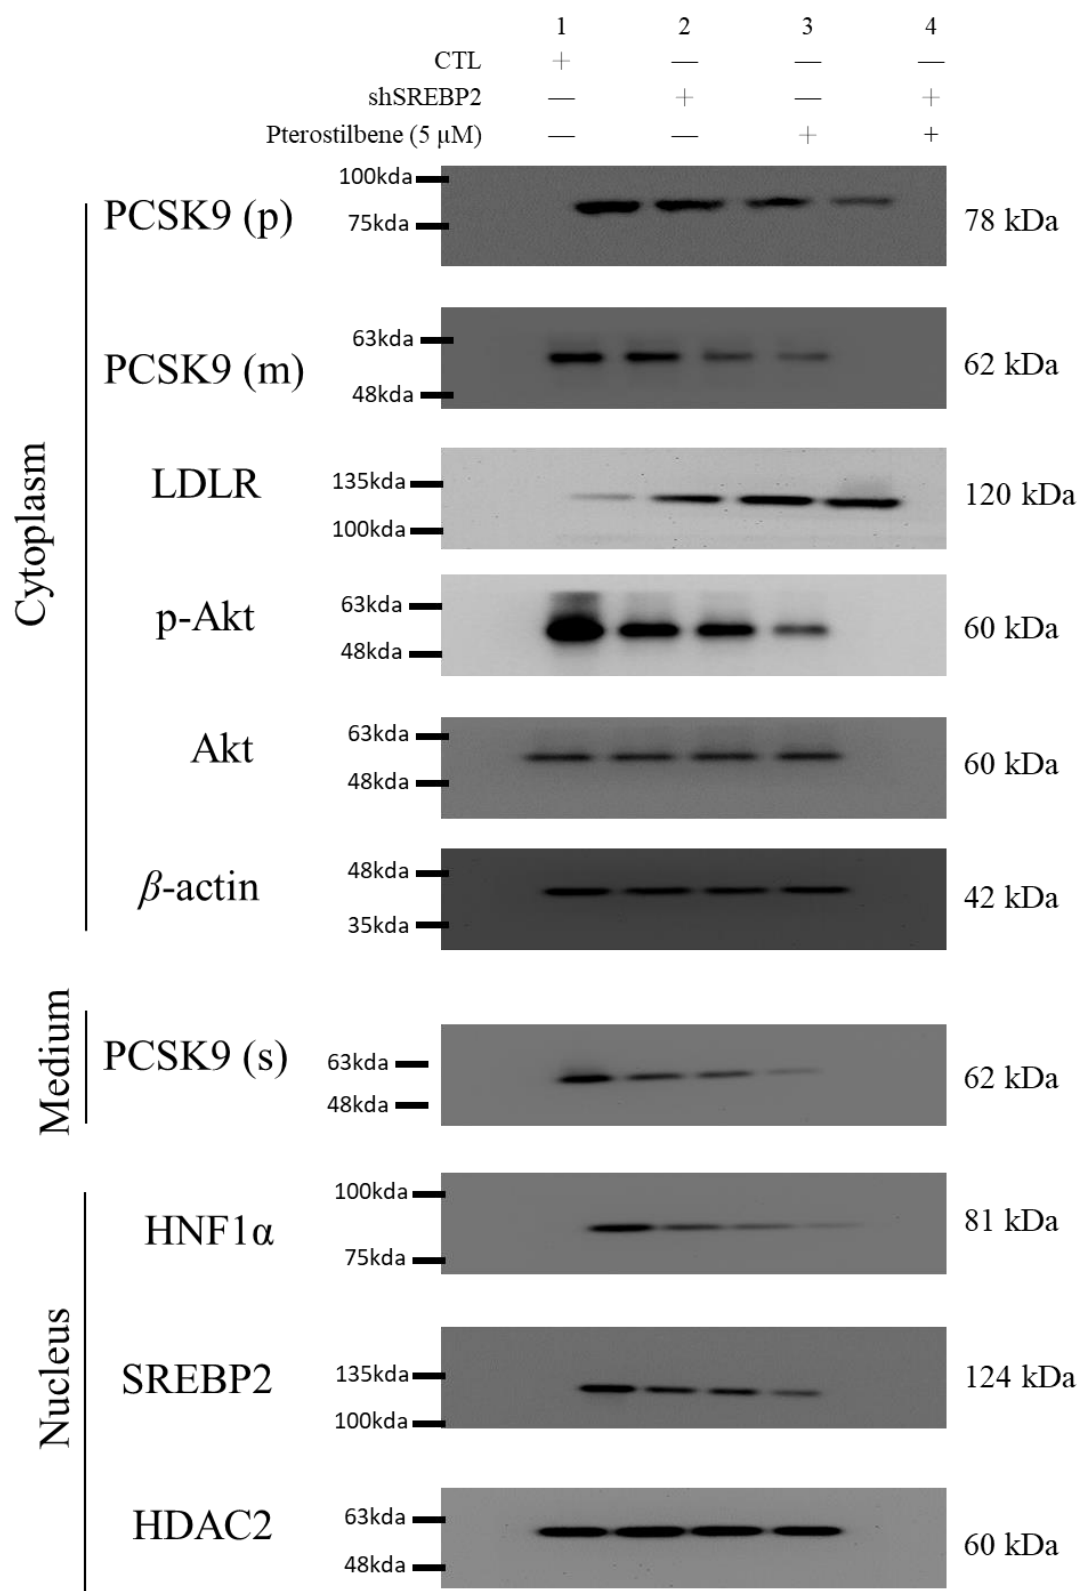 1 2 3 4
CTL + — — —
shSREBP2 — + — +
Pterostilbene (5 μM) — — + +
Cytoplasm
PCSK9 (p) 100kda 75kda 78 kDa
PCSK9 (m) 63kda 48kda 62 kDa
LDLR 135kda 100kda 120 kDa
p-Akt 63kda 48kda 60 kDa
Akt 63kda 48kda 60 kDa
β-actin 48kda 35kda 42 kDa
Medium
PCSK9 (s) 63kda 48kda 62 kDa
Nucleus
HNF1α 100kda 75kda 81 kDa
SREBP2 135kda 100kda 124 kDa
HDAC2 63kda 48kda 60 kDa